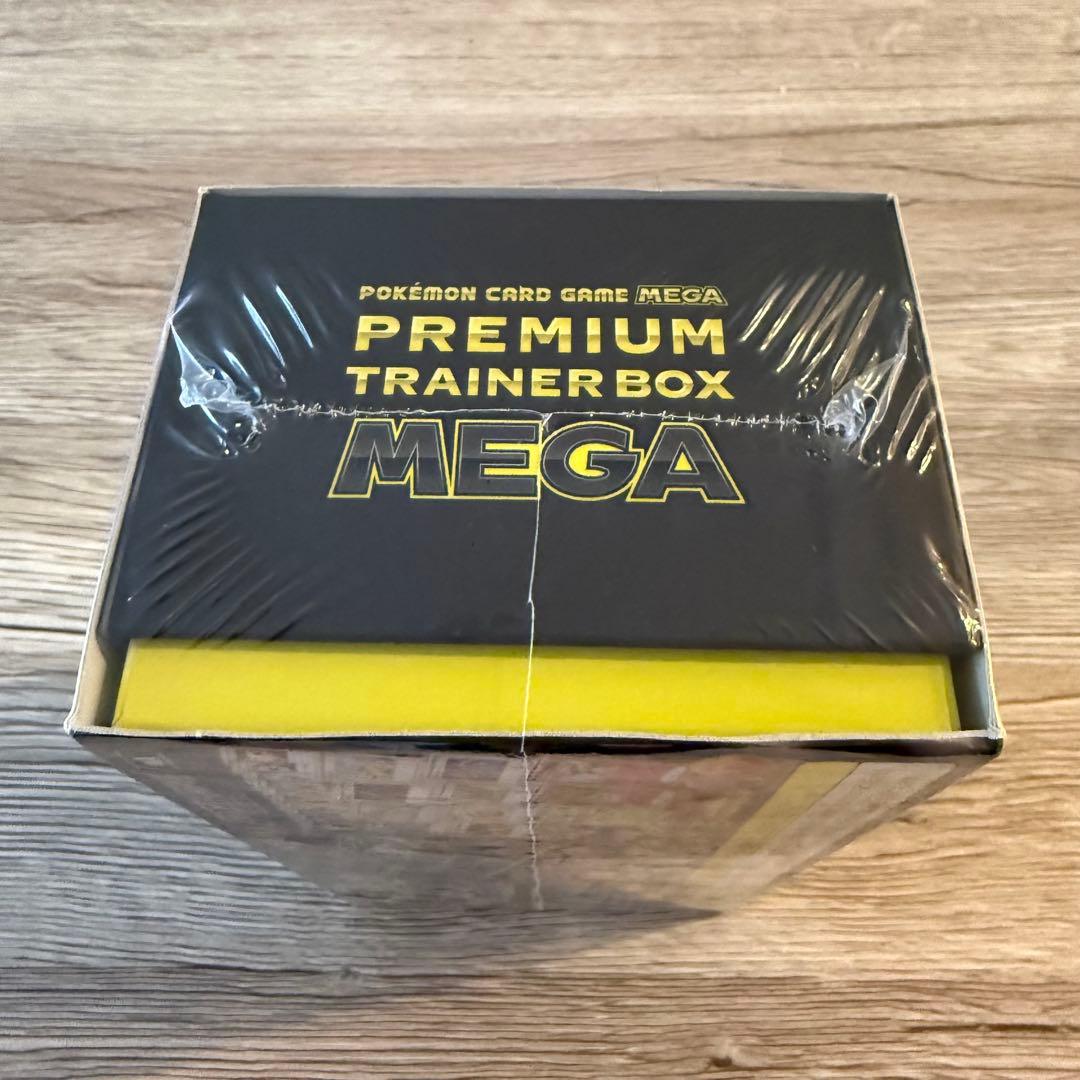 POKÉMON CARD GAME MEGA
PREMIUM
TRAINER BOX
MEGA